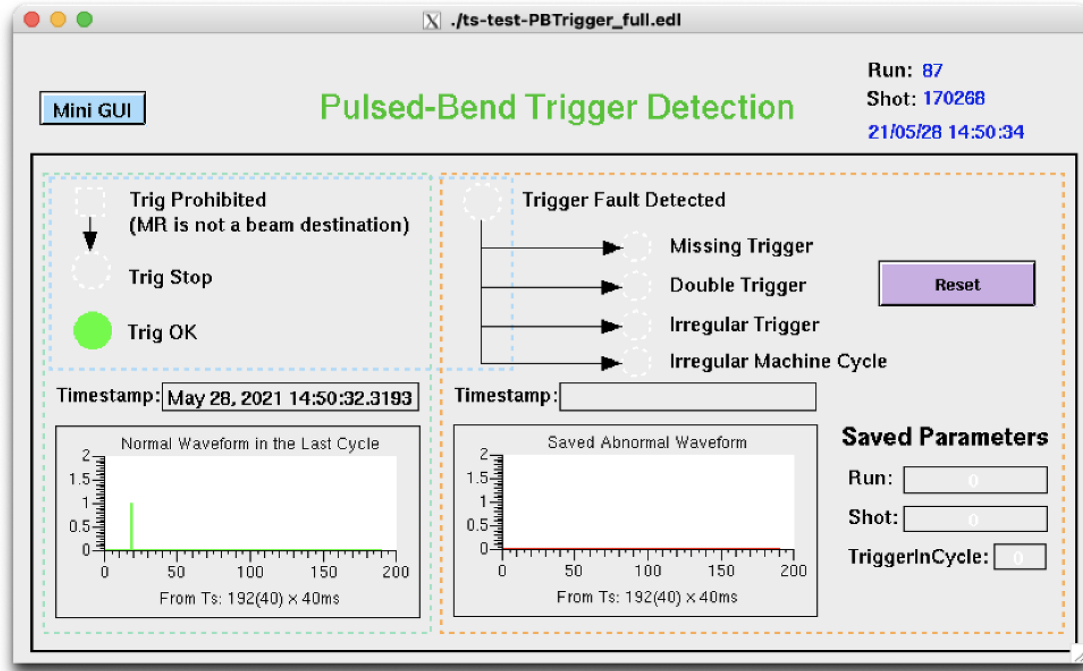 ./ts-test-PBTrigger_full.edl
Mini GUI
Pulsed-Bend Trigger Detection
Run: 87
Shot: 170268
21/05/28 14:50:34
Trig Prohibited
(MR is not a beam destination)
Trig Stop
Trig OK
Timestamp: May 28, 2021 14:50:32.3193
Normal Waveform in the Last Cycle
2
1.5
1
0.5
0
0 50 100 150 200
From Ts: 192(40) x 40ms
Trigger Fault Detected
Missing Trigger
Double Trigger
Irregular Trigger
Irregular Machine Cycle
Reset
Timestamp:
Saved Abnormal Waveform
2
1.5
1
0.5
0
0 50 100 150 200
From Ts: 192(40) x 40ms
Saved Parameters
Run: 0
Shot: 0
TriggerInCycle: 0